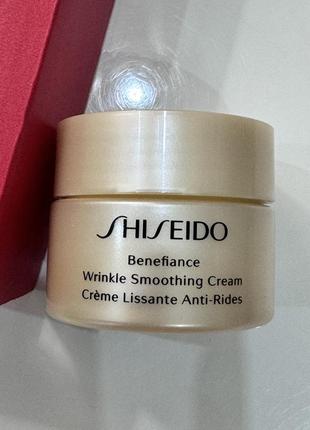 SHISEIDO
Benefiance
Wrinkle Smoothing Cream
Crème Lissante Anti-Rides